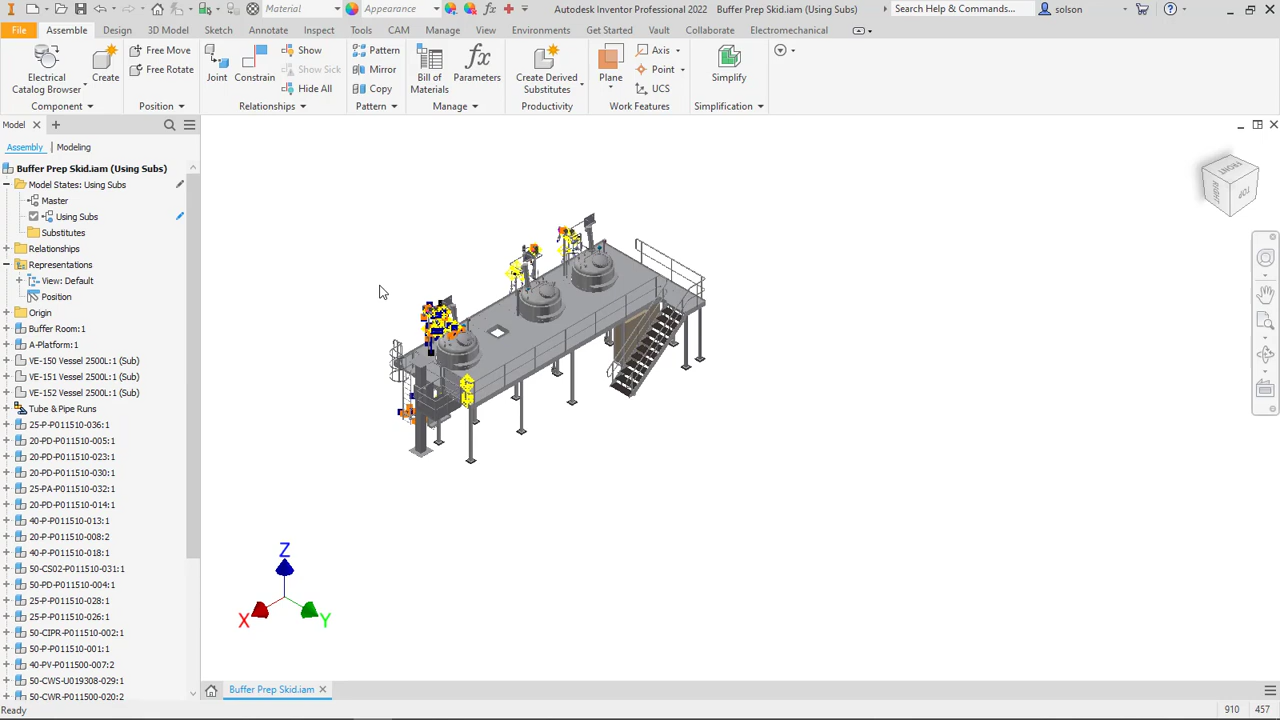 Material
Appearance
Autodesk Inventor Professional 2022 Buffer Prep Skid.iam (Using Subs)
Search Help & Commands...
solson
File
Assemble
Design
3D Model
Sketch
Annotate
Inspect
Tools
CAM
Manage
View
Environments
Get Started
Vault
Collaborate
Electromechanical
Electrical
Catalog Browser
Create
Component
Free Move
Free Rotate
Position
Joint
Constrain
Show
Show Sick
Hide All
Relationships
Pattern
Mirror
Copy
Pattern
Bill of
Materials
Parameters
Manage
Create Derived
Substitutes
Productivity
Plane
Axis
Point
UCS
Work Features
Simplify
Simplification
Model
Assembly
Modeling
Buffer Prep Skid.iam (Using Subs)
Model States: Using Subs
Master
Using Subs
Substitutes
Relationships
Representations
View: Default
Position
Origin
Buffer Room:1
A-Platform:1
VE-150 Vessel 2500L:1 (Sub)
VE-151 Vessel 2500L:1 (Sub)
VE-152 Vessel 2500L:1 (Sub)
Tube & Pipe Runs
25-P-P011510-036:1
20-PD-P011510-005:1
20-PD-P011510-023:1
20-PD-P011510-030:1
25-PA-P011510-032:1
20-PD-P011510-014:1
40-P-P011510-013:1
20-P-P011510-008:2
40-P-P011510-018:1
50-CS02-P011510-031:1
50-PD-P011510-004:1
25-P-P011510-028:1
25-P-P011510-026:1
50-CIPR-P011510-002:1
50-P-P011510-001:1
40-PV-P011500-007:2
50-CWS-U019308-029:1
50-CWR-P011500-020:2
FRONT
RIGHT
TOP
Z
X
Y
Buffer Prep Skid.iam
Ready
910
457